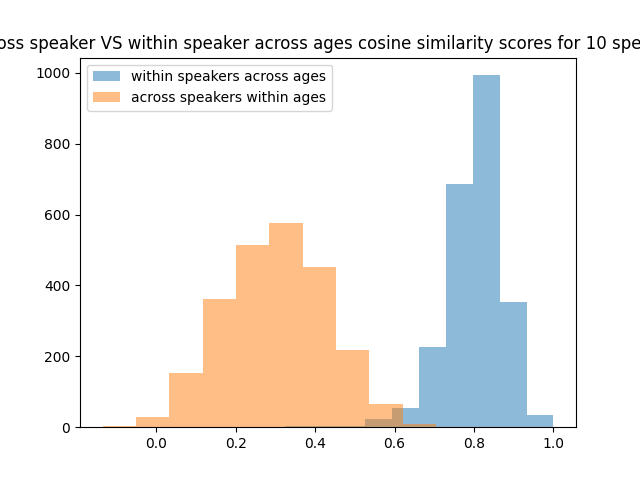 oss speaker VS within speaker across ages cosine similarity scores for 10 spe
within speakers across ages
across speakers within ages
1000
800
600
400
200
0
0.0 0.2 0.4 0.6 0.8 1.0